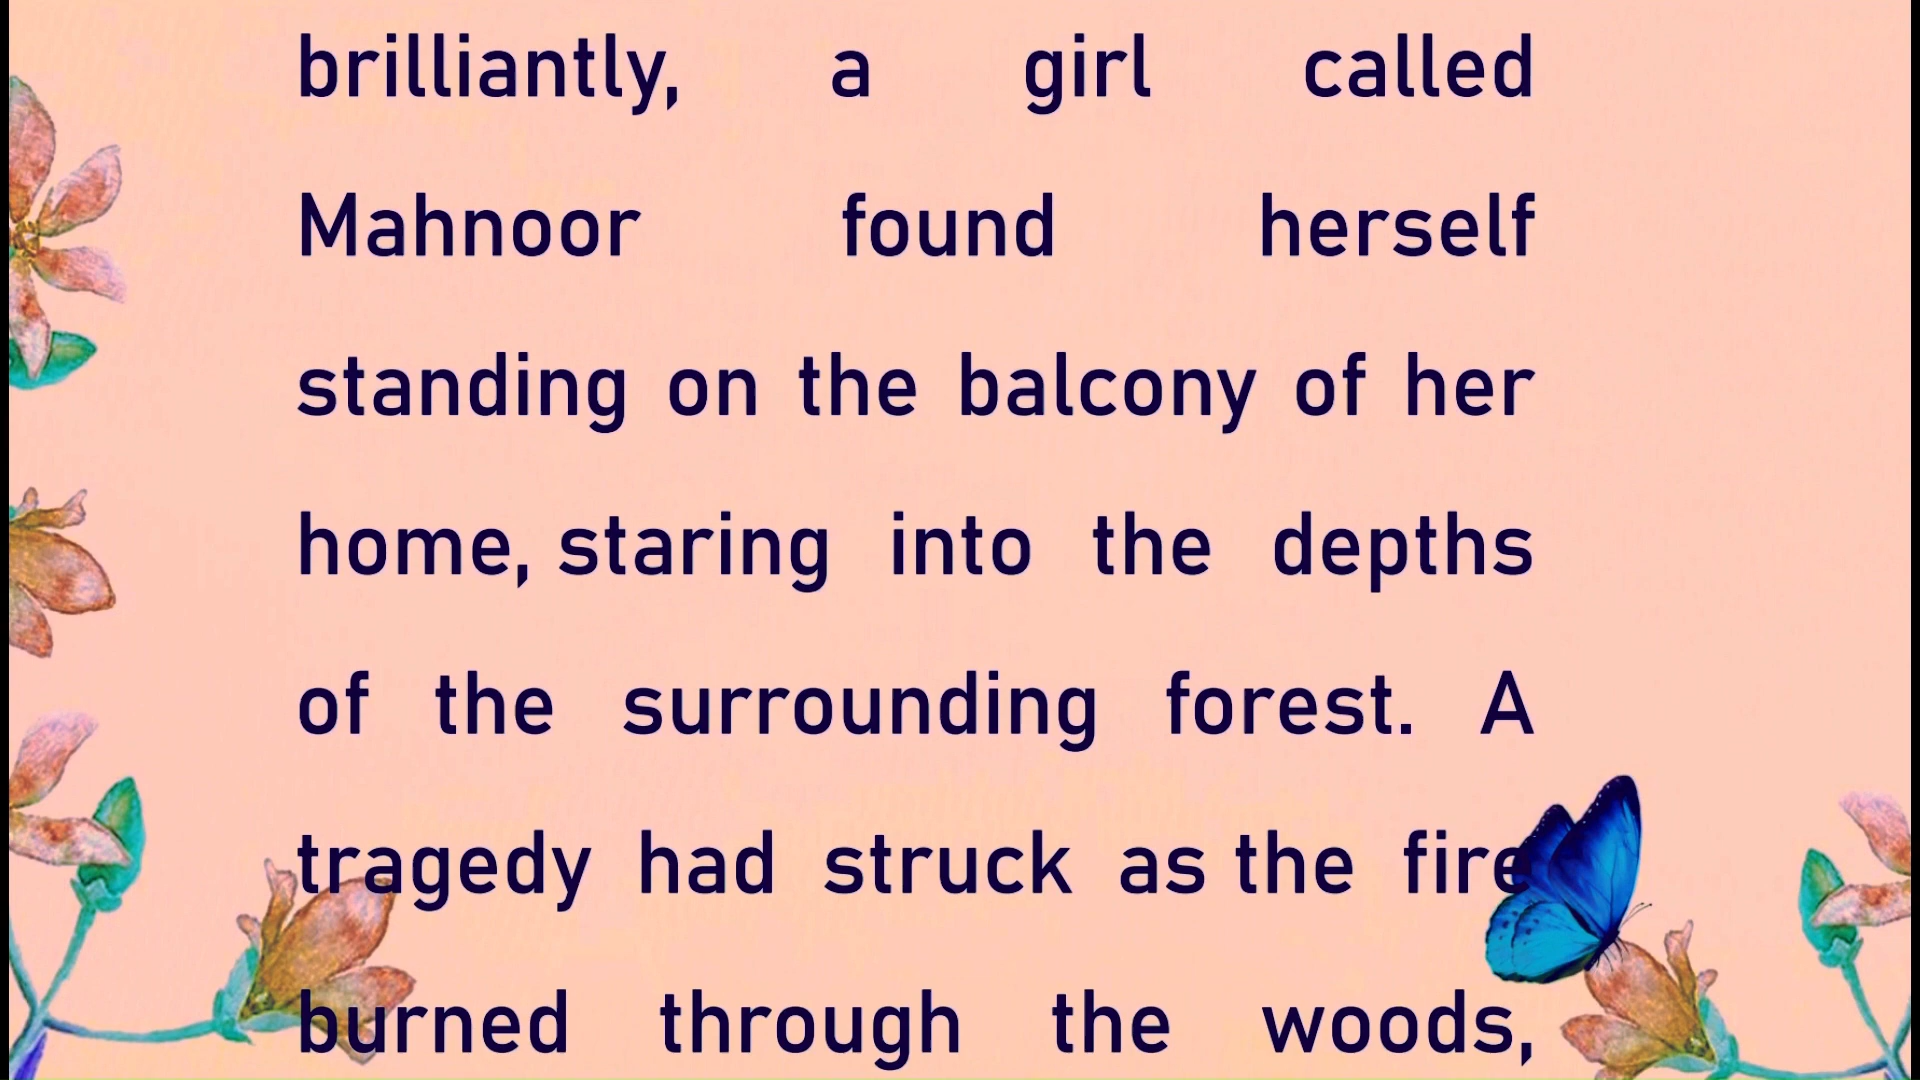 brilliantly, a girl called
Mahnoor found herself
standing on the balcony of her
home, staring into the depths
of the surrounding forest. A
tragedy had struck as the fire
burned through the woods,